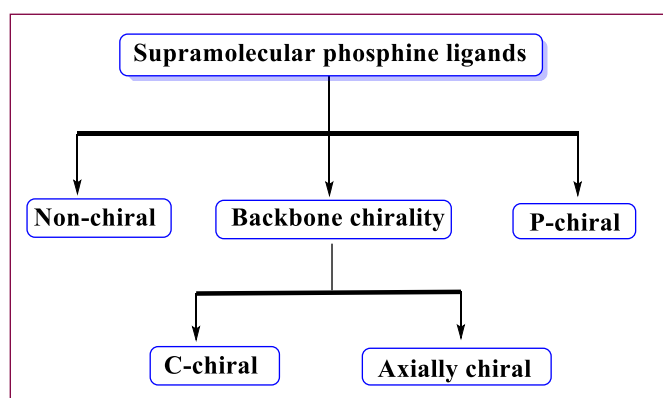 Supramolecular phosphine ligands
Non-chiral
Backbone chirality
P-chiral
C-chiral
Axially chiral